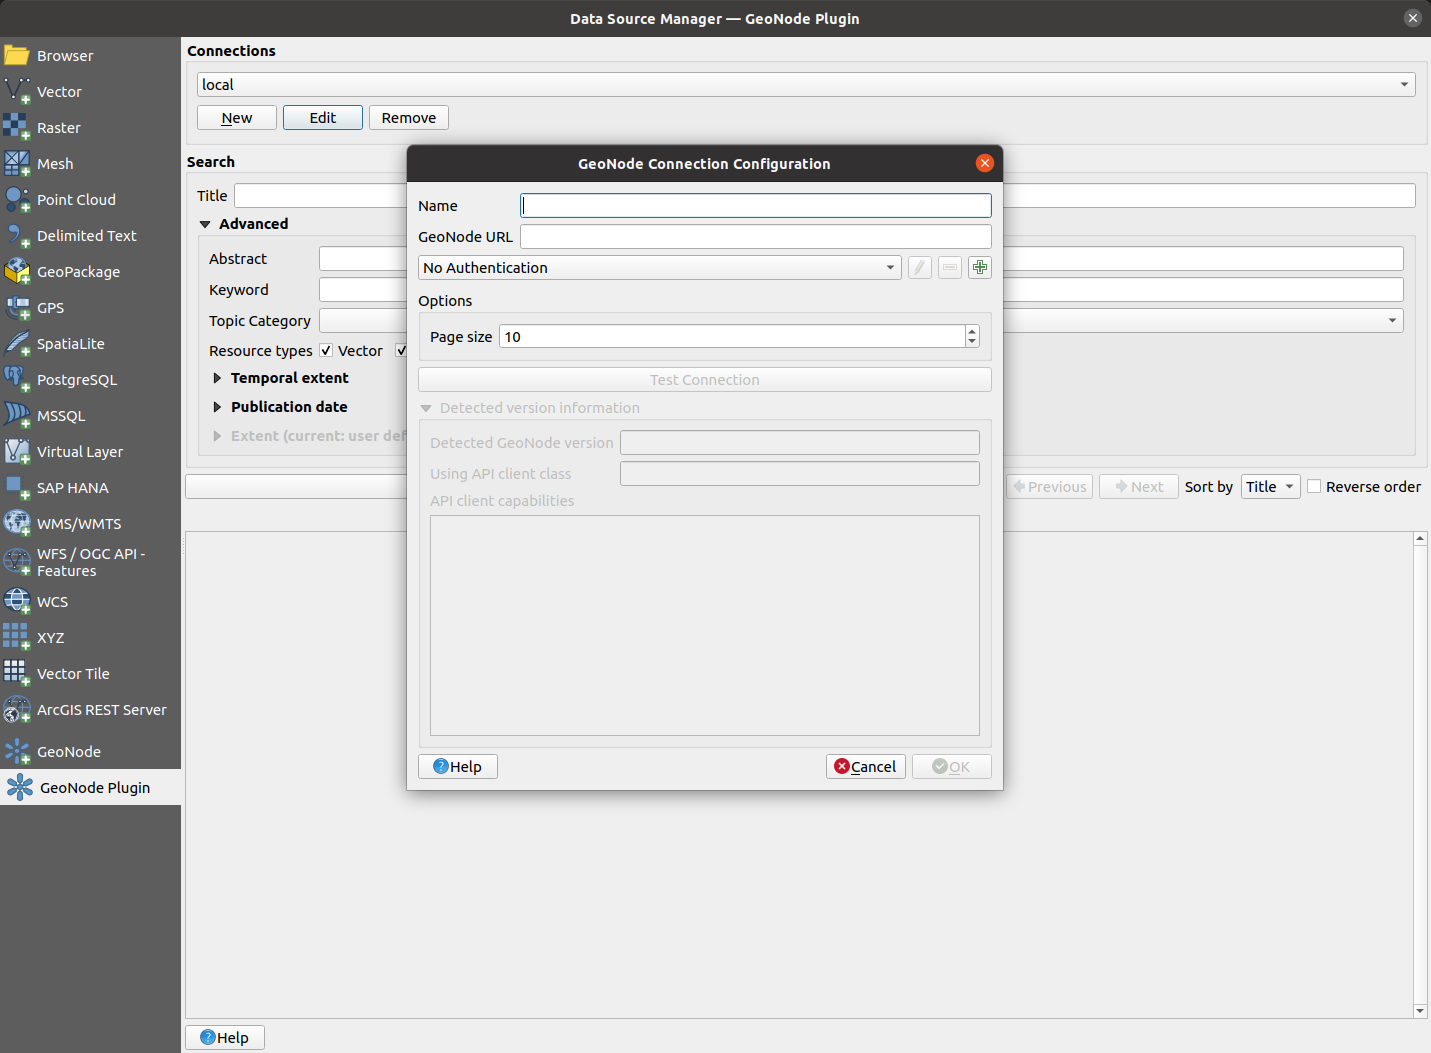 Data Source Manager — GeoNode Plugin
Browser
Vector
Raster
Mesh
Point Cloud
Delimited Text
GeoPackage
GPS
SpatiaLite
PostgreSQL
MSSQL
Virtual Layer
SAP HANA
WMS/WMTS
WFS / OGC API -
Features
WCS
XYZ
Vector Tile
ArcGIS REST Server
GeoNode
GeoNode Plugin
Connections
local
New Edit Remove
Search
Title
Advanced
Abstract
Keyword
Topic Category
Resource types Vector
Temporal extent
Publication date
Extent (current: user def
Previous Next Sort by Title Reverse order
Help
GeoNode Connection Configuration
Name
GeoNode URL
No Authentication
Options
Page size 10
Test Connection
Detected version information
Detected GeoNode version
Using API client class
API client capabilities
Help Cancel OK